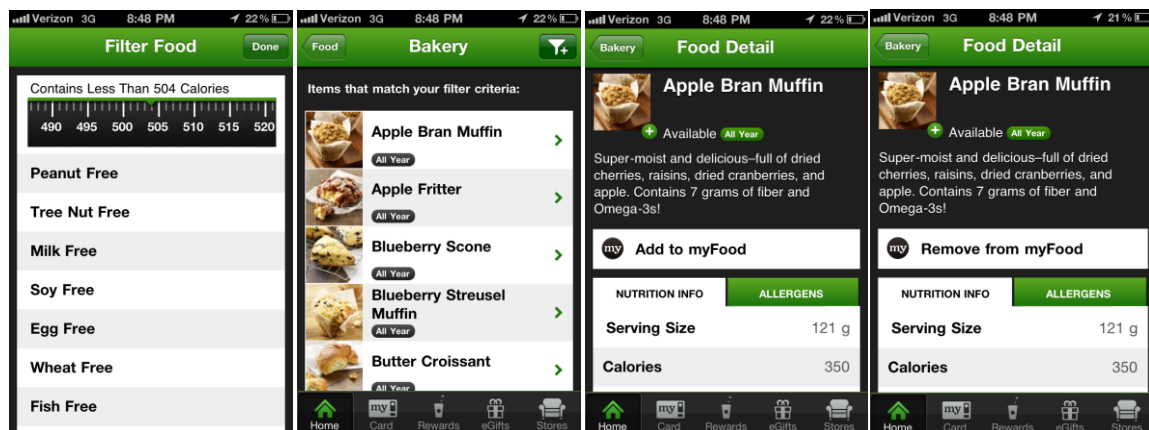 Verizon 3G 8:48 PM 22%
Filter Food Done
Contains Less Than 504 Calories
490 495 500 505 510 515 520
Peanut Free
Tree Nut Free
Milk Free
Soy Free
Egg Free
Wheat Free
Fish Free
Verizon 3G 8:48 PM 22%
Food Bakery
Items that match your filter criteria:
Apple Bran Muffin
All Year
Apple Fritter
All Year
Blueberry Scone
All Year
Blueberry Streusel
Muffin
All Year
Butter Croissant
All Year
my
Home Card Rewards eGifts Stores
Verizon 3G 8:48 PM 22%
Bakery Food Detail
Apple Bran Muffin
Available All Year
Super-moist and delicious–full of dried
cherries, raisins, dried cranberries, and
apple. Contains 7 grams of fiber and
Omega-3s!
my Add to myFood
NUTRITION INFO ALLERGENS
Serving Size 121 g
Calories 350
my
Home Card Rewards eGifts Stores
Verizon 3G 8:48 PM 21%
Bakery Food Detail
Apple Bran Muffin
Available All Year
Super-moist and delicious–full of dried
cherries, raisins, dried cranberries, and
apple. Contains 7 grams of fiber and
Omega-3s!
my Remove from myFood
NUTRITION INFO ALLERGENS
Serving Size 121 g
Calories 350
my
Home Card Rewards eGifts Stores